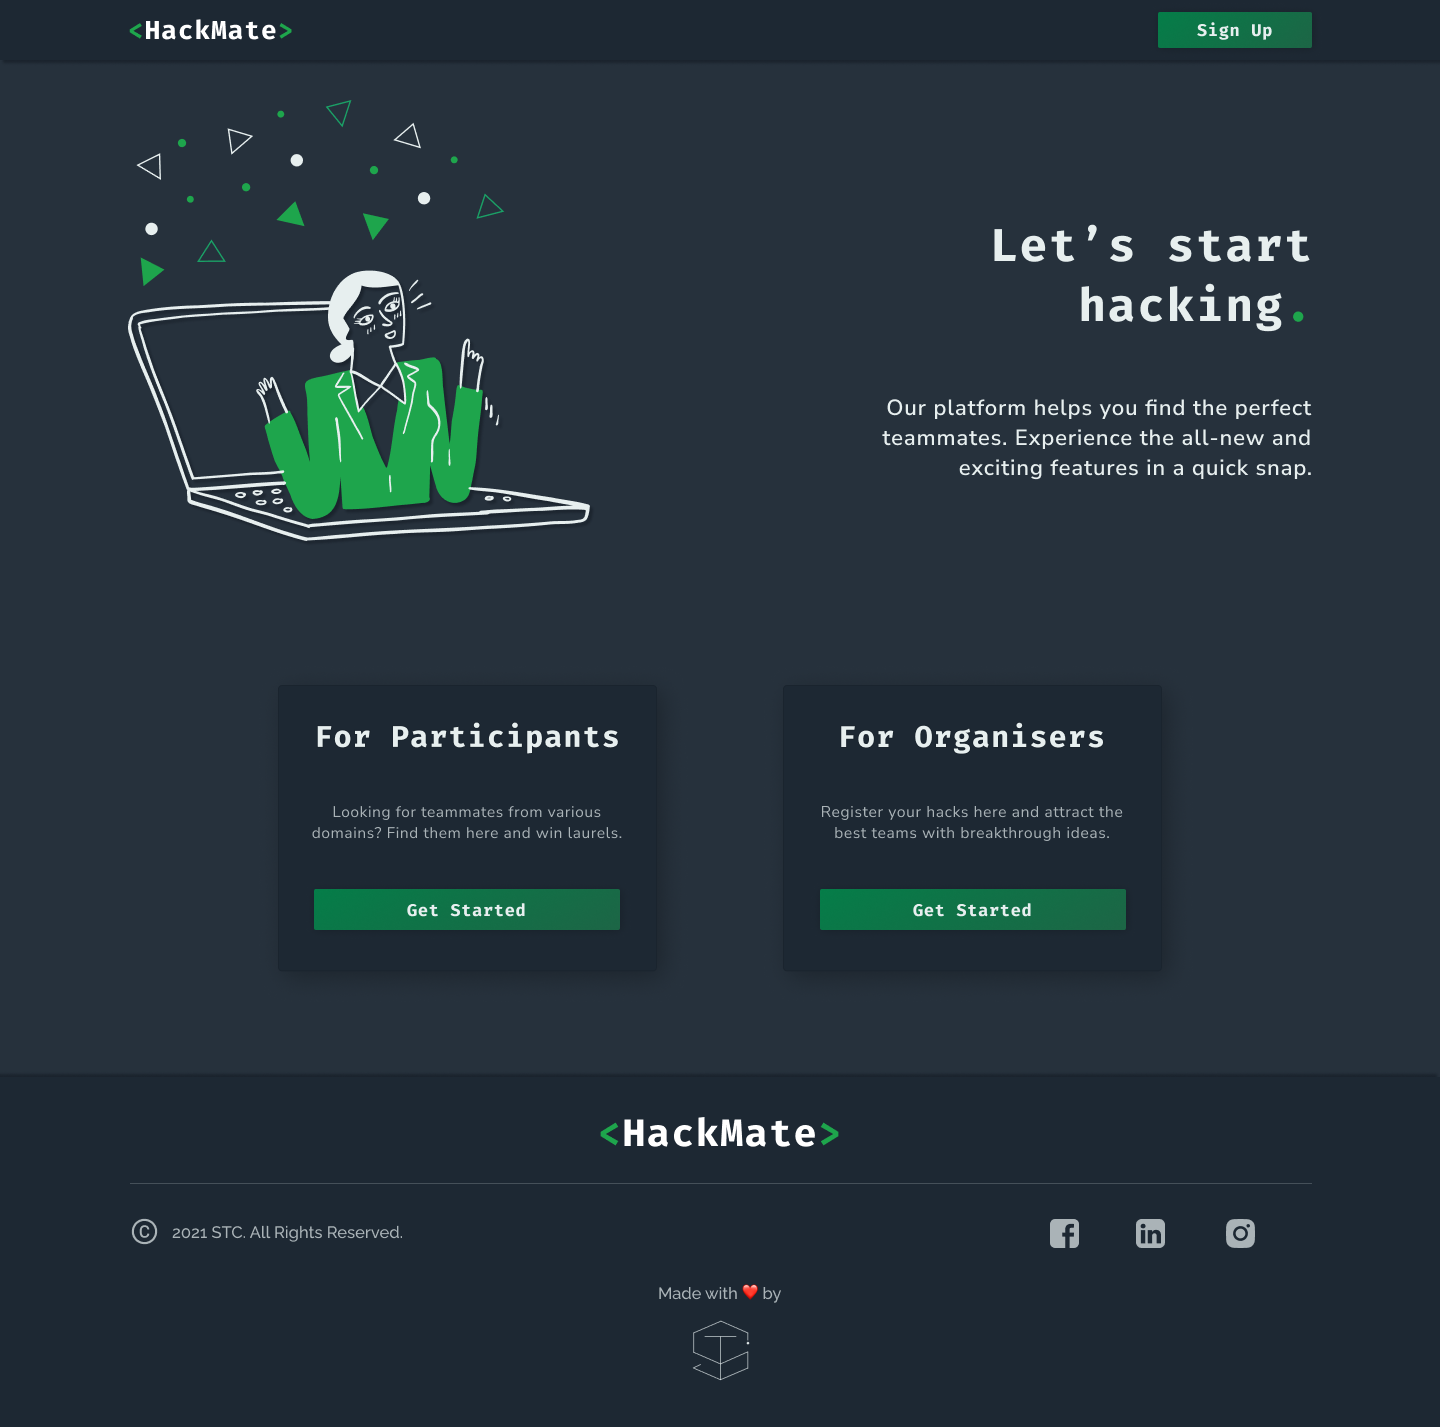 <HackMate>
Sign Up
Let’s start
hacking.
Our platform helps you find the perfect
teammates. Experience the all-new and
exciting features in a quick snap.
For Participants
Looking for teammates from various
domains? Find them here and win laurels.
Get Started
For Organisers
Register your hacks here and attract the
best teams with breakthrough ideas.
Get Started
<HackMate>
© 2021 STC. All Rights Reserved.
Made with ❤️ by